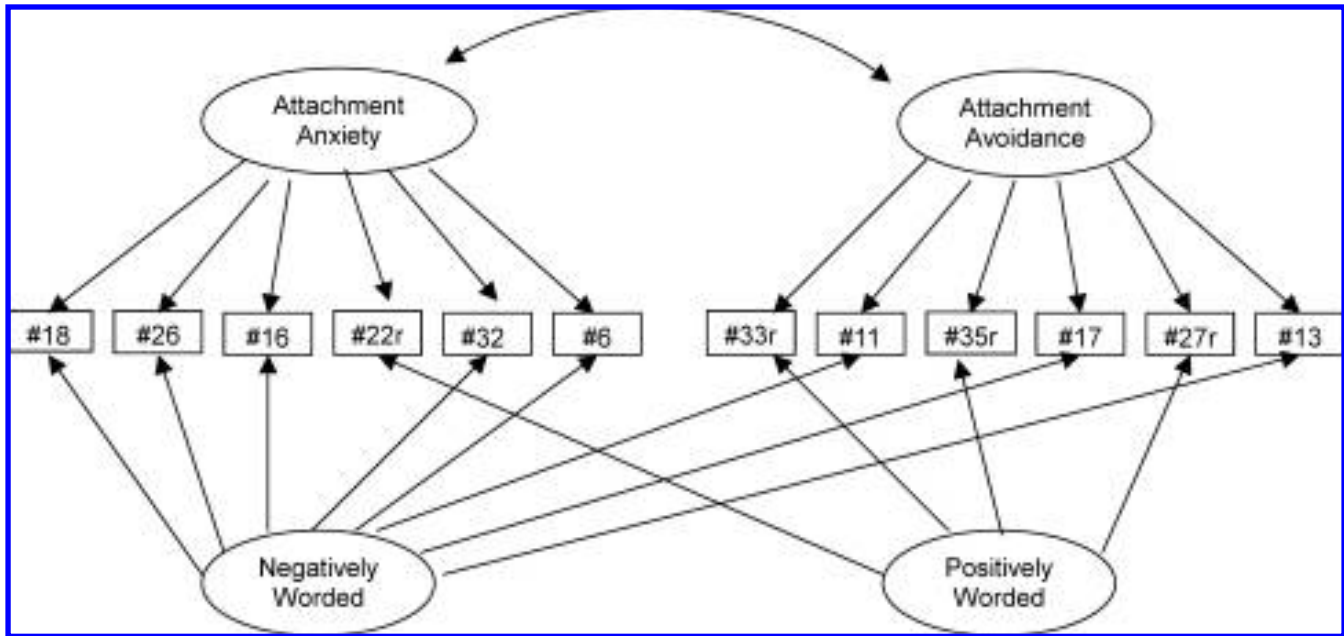 Attachment
Anxiety
Attachment
Avoidance
#18 #26 #16 #22r #32 #6 #33r #11 #35r #17 #27r #13
Negatively
Worded
Positively
Worded